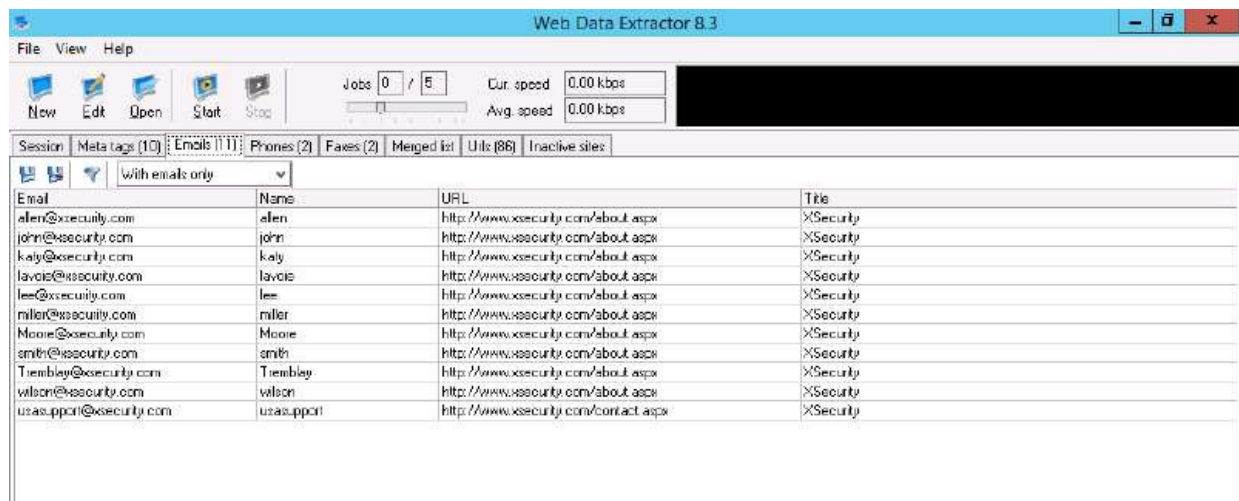 Web Data Extractor 8.3
File View Help
New Edit Open Start Stop Jobs 0 / 5 Cur. speed 0.00 kbps
Avg. speed 0.00 kbps
Session Meta tags (10) Emails (11) Phones (2) Faxes (2) Merged list Urls (86) Inactive sites
With emails only
Email Name URL Title
allen@xsecurity.com allen http://www.xsecurity.com/about.aspx XSecurity
john@xsecurity.com john http://www.xsecurity.com/about.aspx XSecurity
katy@xsecurity.com katy http://www.xsecurity.com/about.aspx XSecurity
lavoie@xsecurity.com lavoie http://www.xsecurity.com/about.aspx XSecurity
lee@xsecurity.com lee http://www.xsecurity.com/about.aspx XSecurity
miller@xsecurity.com miller http://www.xsecurity.com/about.aspx XSecurity
Moore@xsecurity.com Moore http://www.xsecurity.com/about.aspx XSecurity
smith@xsecurity.com smith http://www.xsecurity.com/about.aspx XSecurity
Tremblay@xsecurity.com Tremblay http://www.xsecurity.com/about.aspx XSecurity
wilson@xsecurity.com wilson http://www.xsecurity.com/about.aspx XSecurity
usasupport@xsecurity.com usasupport http://www.xsecurity.com/contact.aspx XSecurity